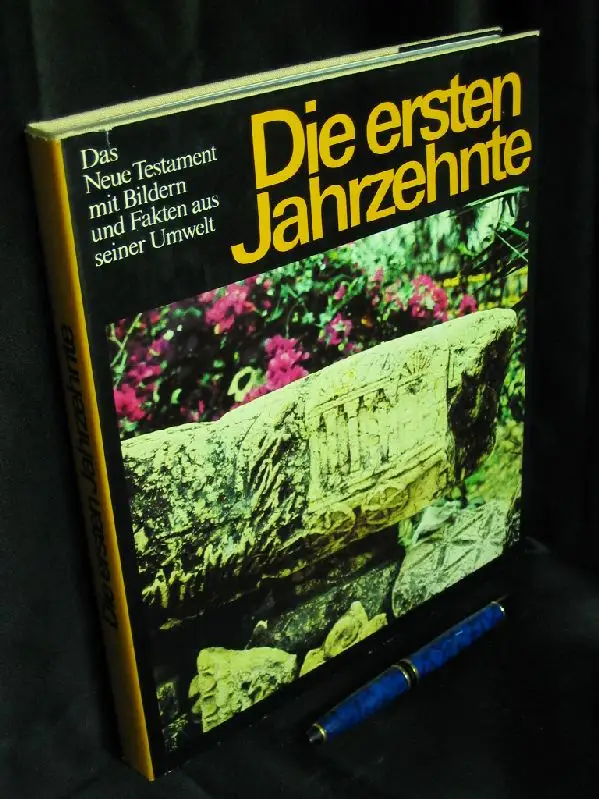 Das
Neue Testament
mit Bildern
und Fakten aus
seiner Umwelt
Die ersten
Jahrzehnte
Die ersten Jahrzehnte